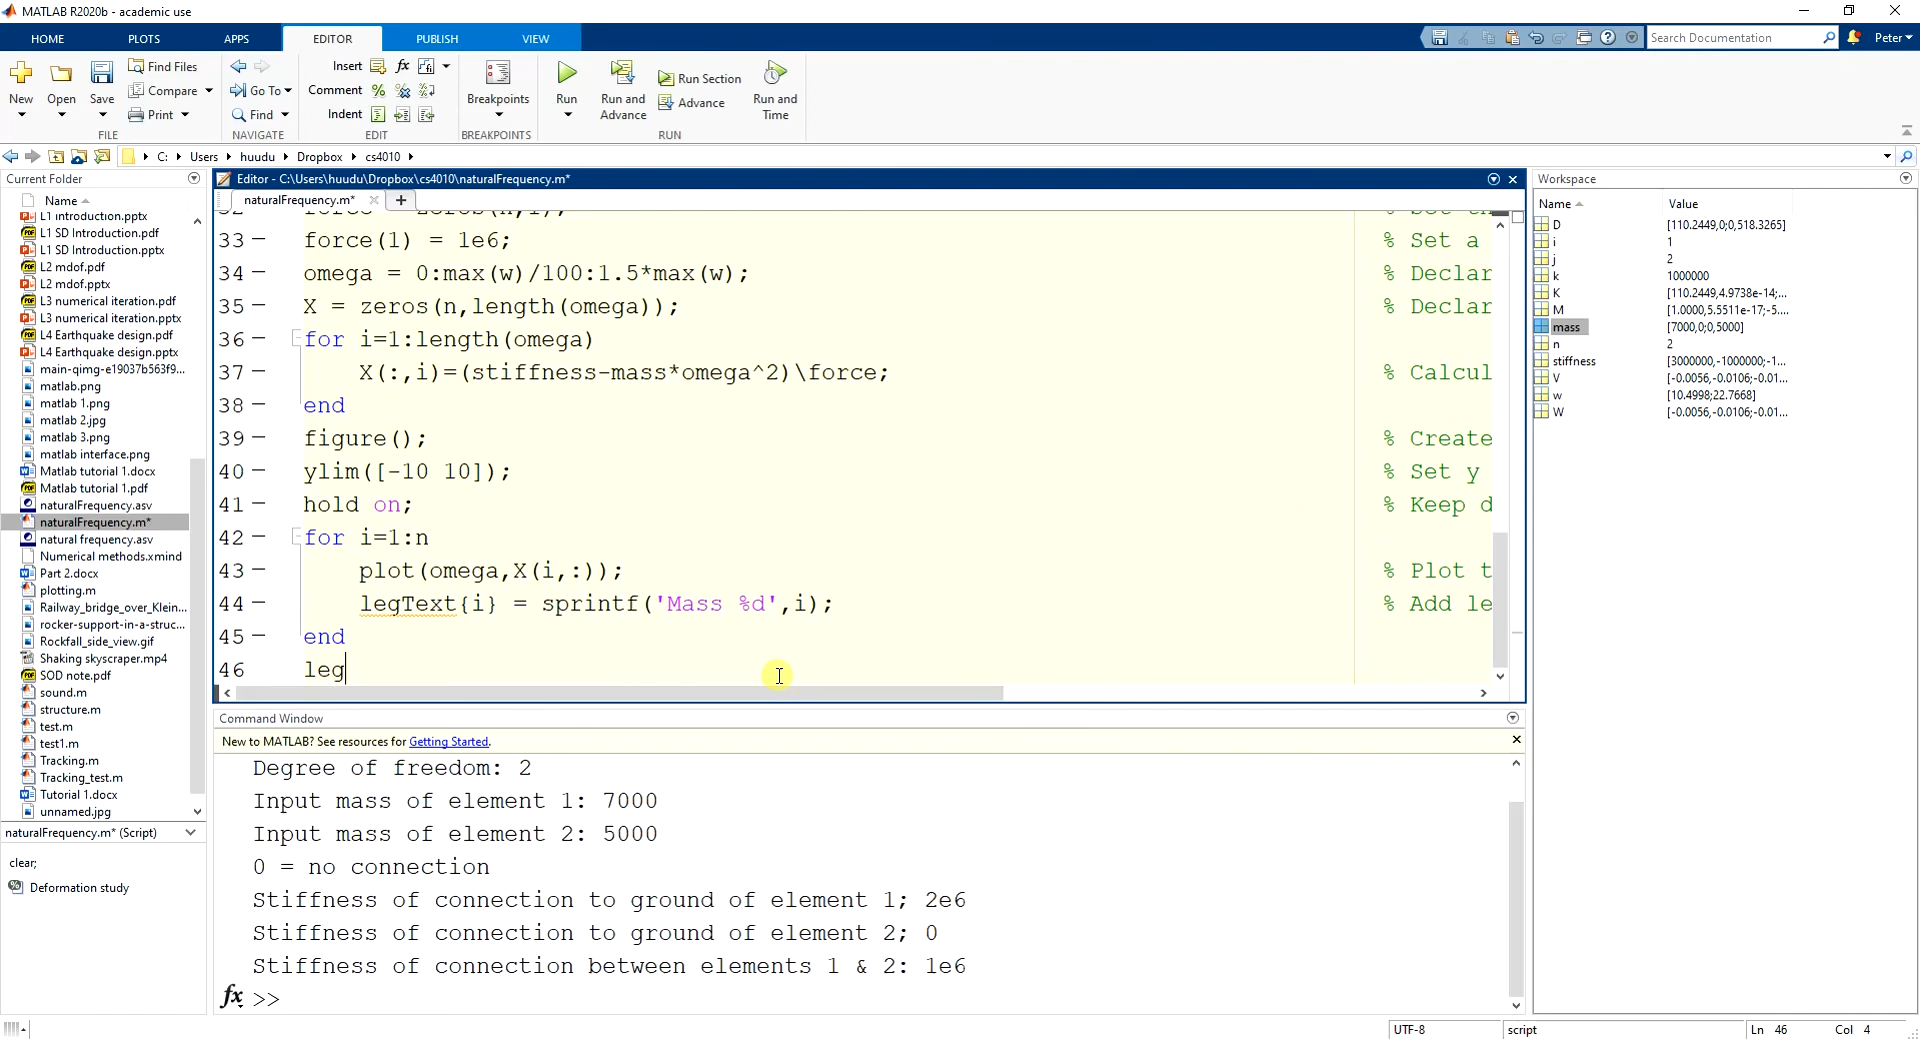 MATLAB R2020b - academic use
HOME PLOTS APPS EDITOR PUBLISH VIEW Search Documentation Peter
New Open Save Find Files Compare Print
FILE
Go To Find
NAVIGATE
Insert fx
Comment
Indent
EDIT
Breakpoints
BREAKPOINTS
Run Run and Advance Run Section Advance Run and Time
RUN
C: Users huudu Dropbox cs4010
Current Folder
Name
L1 introduction.pptx
L1 SD Introduction.pdf
L1 SD Introduction.pptx
L2 mdof.pdf
L2 mdof.pptx
L3 numerical iteration.pdf
L3 numerical iteration.pptx
L4 Earthquake design.pdf
L4 Earthquake design.pptx
main-qimg-e19037b563f9...
matlab.png
matlab 1.png
matlab 2.jpg
matlab 3.png
matlab interface.png
Matlab tutorial 1.docx
Matlab tutorial 1.pdf
naturalFrequency.asv
naturalFrequency.m*
natural frequency.asv
Numerical methods.xmind
Part 2.docx
plotting.m
Railway_bridge_over_Klein...
rocker-support-in-a-struc...
Rockfall_side_view.gif
Shaking skyscraper.mp4
SOD note.pdf
sound.m
structure.m
test.m
test1.m
Tracking.m
Tracking_test.m
Tutorial 1.docx
unnamed.jpg
naturalFrequency.m* (Script)
clear;
Deformation study
Editor - C:\Users\huudu\Dropbox\cs4010\naturalFrequency.m*
naturalFrequency.m*
33 force(1) = 1e6; % Set a
34 omega = 0:max(w)/100:1.5*max(w); % Declar
35 X = zeros(n,length(omega)); % Declar
36 for i=1:length(omega)
37 X(:,i)=(stiffness-mass*omega^2)\force; % Calcul
38 end
39 figure(); % Create
40 ylim([-10 10]); % Set y
41 hold on; % Keep d
42 for i=1:n
43 plot(omega,X(i,:)); % Plot t
44 legText{i} = sprintf('Mass %d',i); % Add le
45 end
46 leg
Command Window
New to MATLAB? See resources for Getting Started.
Degree of freedom: 2
Input mass of element 1: 7000
Input mass of element 2: 5000
0 = no connection
Stiffness of connection to ground of element 1; 2e6
Stiffness of connection to ground of element 2; 0
Stiffness of connection between elements 1 & 2: 1e6
fx >>
Workspace
Name Value
D [110.2449,0;0,518.3265]
i 1
j 2
k 1000000
K [110.2449,4.9738e-14;...
M [1.0000,5.5511e-17;-5....
mass [7000,0;0,5000]
n 2
stiffness [3000000,-1000000;-1...
V [-0.0056,-0.0106;-0.01...
w [10.4998;22.7668]
W [-0.0056,-0.0106;-0.01...
UTF-8 script Ln 46 Col 4